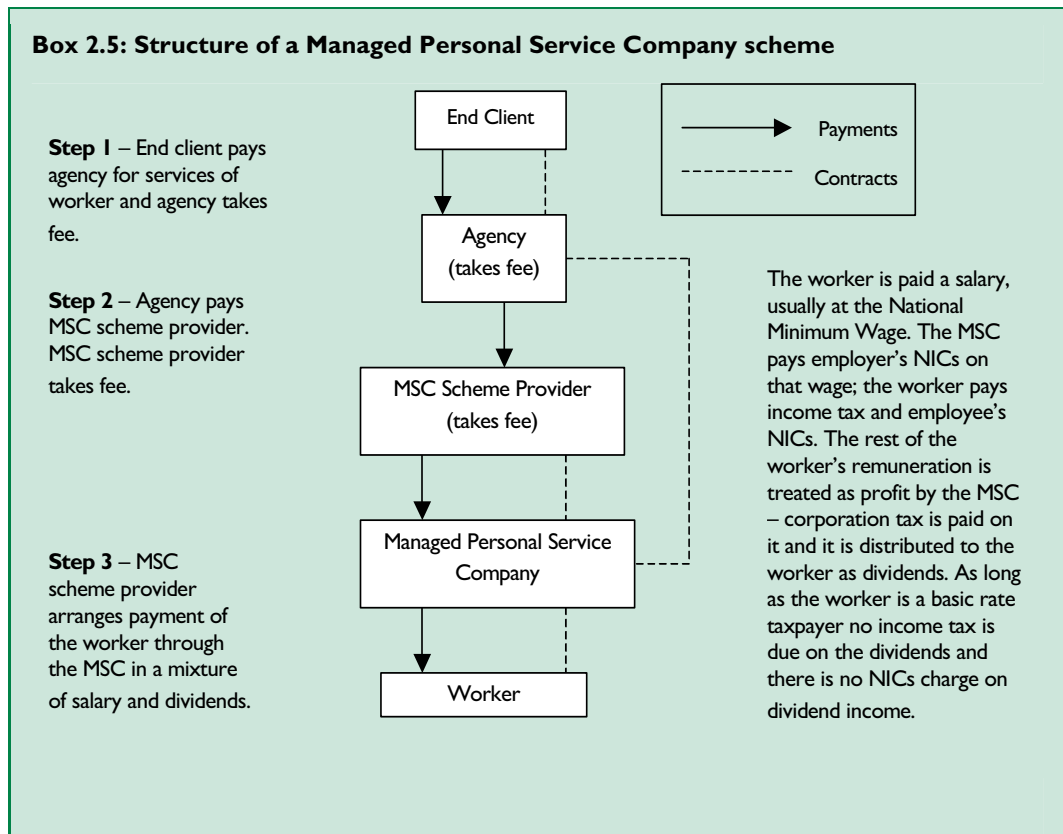 Box 2.5: Structure of a Managed Personal Service Company scheme
Step 1 – End client pays
agency for services of
worker and agency takes
fee.
Step 2 – Agency pays
MSC scheme provider.
MSC scheme provider
takes fee.
Step 3 – MSC
scheme provider
arranges payment of
the worker through
the MSC in a mixture
of salary and dividends.
End Client
Agency
(takes fee)
MSC Scheme Provider
(takes fee)
Managed Personal Service
Company
Worker
Payments
Contracts
The worker is paid a salary,
usually at the National
Minimum Wage. The MSC
pays employer’s NICs on
that wage; the worker pays
income tax and employee’s
NICs. The rest of the
worker’s remuneration is
treated as profit by the MSC
– corporation tax is paid on
it and it is distributed to the
worker as dividends. As long
as the worker is a basic rate
taxpayer no income tax is
due on the dividends and
there is no NICs charge on
dividend income.